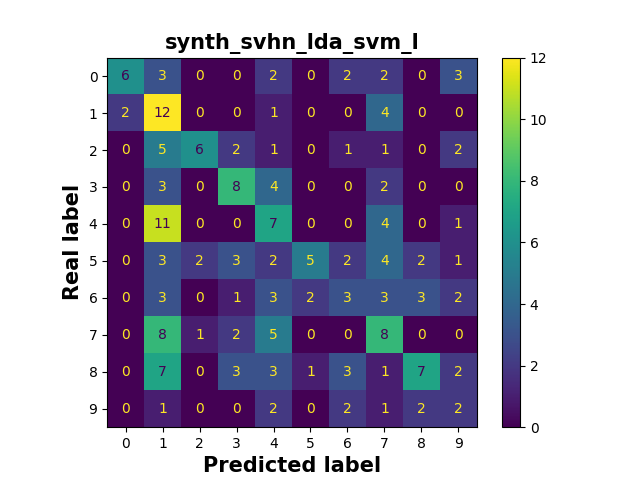 synth_svhn_lda_svm_l
0 6 3 0 0 2 0 2 2 0 3
1 2 12 0 0 1 0 0 4 0 0
2 0 5 6 2 1 0 1 1 0 2
3 0 3 0 8 4 0 0 2 0 0
4 0 11 0 0 7 0 0 4 0 1
5 0 3 2 3 2 5 2 4 2 1
6 0 3 0 1 3 2 3 3 3 2
7 0 8 1 2 5 0 0 8 0 0
8 0 7 0 3 3 1 3 1 7 2
9 0 1 0 0 2 0 2 1 2 2
0 1 2 3 4 5 6 7 8 9
Real label
Predicted label
12
10
8
6
4
2
0